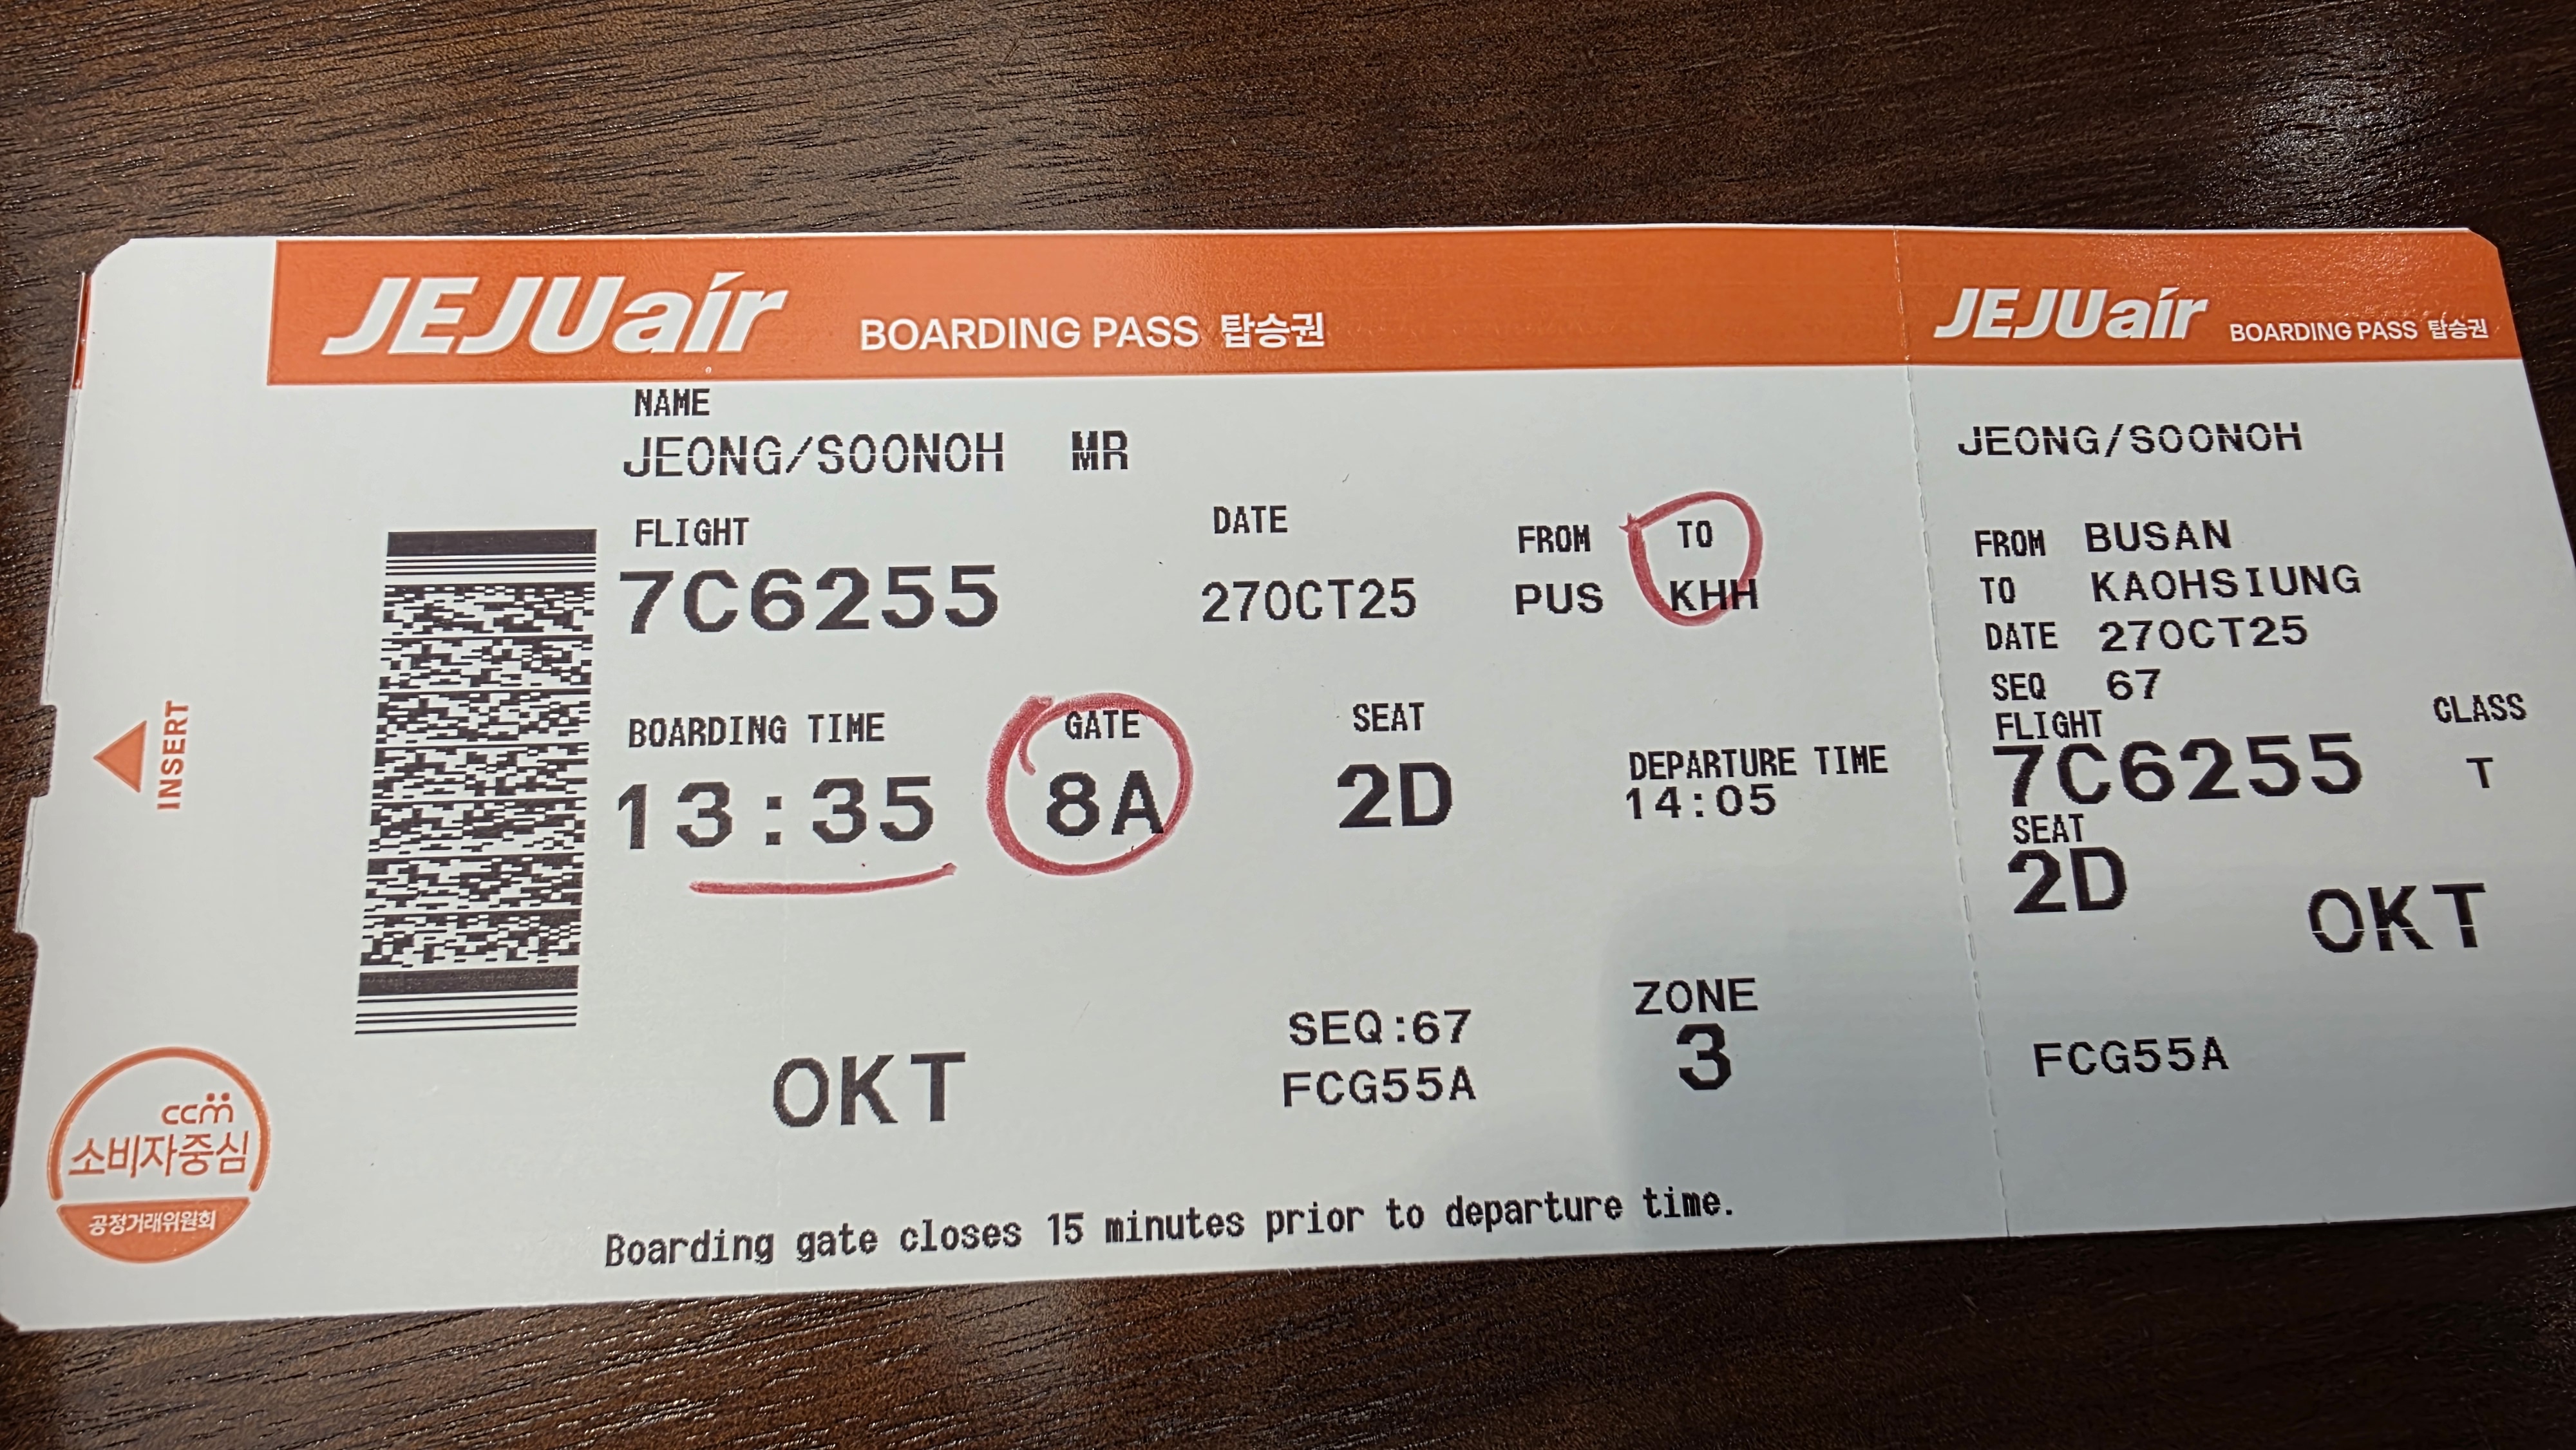 JEJUair BOARDING PASS 탑승권
NAME
JEONG/SOONOH MR
FLIGHT DATE FROM TO
7C6255 27OCT25 PUS KHH
BOARDING TIME GATE SEAT DEPARTURE TIME
13:35 8A 2D 14:05
ZONE
OKT SEQ:67 3
FCG55A
Boarding gate closes 15 minutes prior to departure time.
INSERT
ccm
소비자중심
공정거래위원회
JEJUair BOARDING PASS 탑승권
JEONG/SOONOH
FROM BUSAN
TO KAOHSIUNG
DATE 27OCT25
SEQ 67
FLIGHT CLASS
7C6255 T
SEAT
2D
OKT
FCG55A